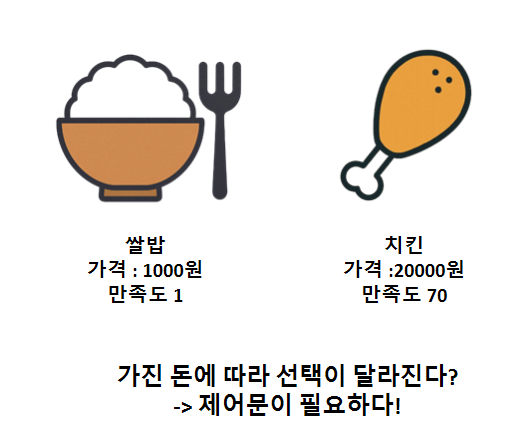 쌀밥
가격 : 1000원
만족도 1
치킨
가격 :20000원
만족도 70
가진 돈에 따라 선택이 달라진다?
-> 제어문이 필요하다!